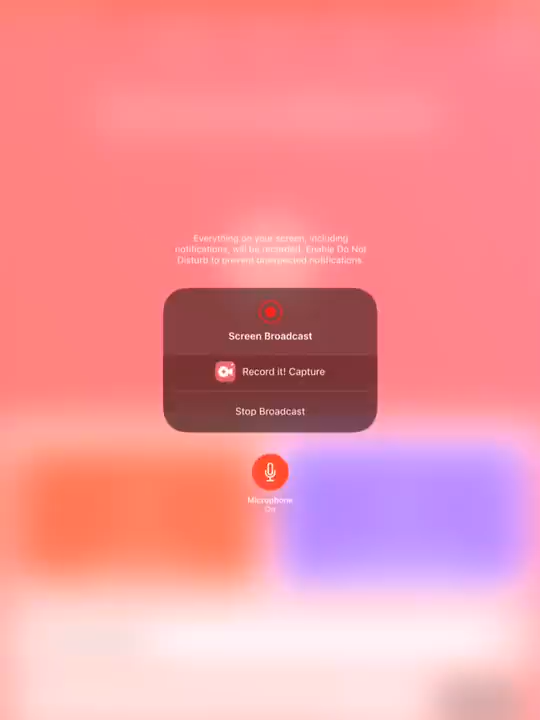 Everything on your screen, including
notifications, will be recorded. Enable Do Not
Disturb to prevent unexpected notifications.
Screen Broadcast
Record it! Capture
Stop Broadcast
Microphone
On